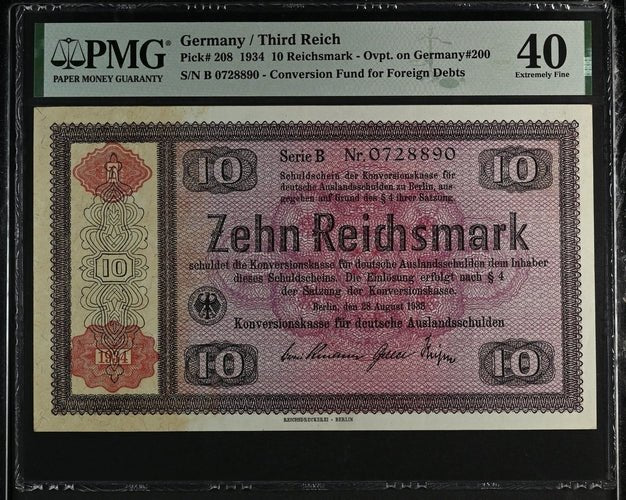 PMG
PAPER MONEY GUARANTY
Germany / Third Reich
Pick# 208 1934 10 Reichsmark - Ovpt. on Germany#200
S/N B 0728890 - Conversion Fund for Foreign Debts
40
Extremely Fine
10
Serie B Nr. 0728890
10
Schuldschein der Konversionskasse für
deutsche Auslandsschulden zu Berlin, aus
gegeben auf Grund des § 4 ihrer Satzung.
Zehn Reichsmark
schuldet die Konversionskasse für deutsche Auslandsschulden dem Inhaber
dieses Schuldscheins. Die Einlösung erfolgt nach § 4
der Satzung der Konversionskasse.
Berlin, den 28. August 1933
Konversionskasse für deutsche Auslandsschulden
10
1934
10
10
REICHSDRUCKEREI - BERLIN